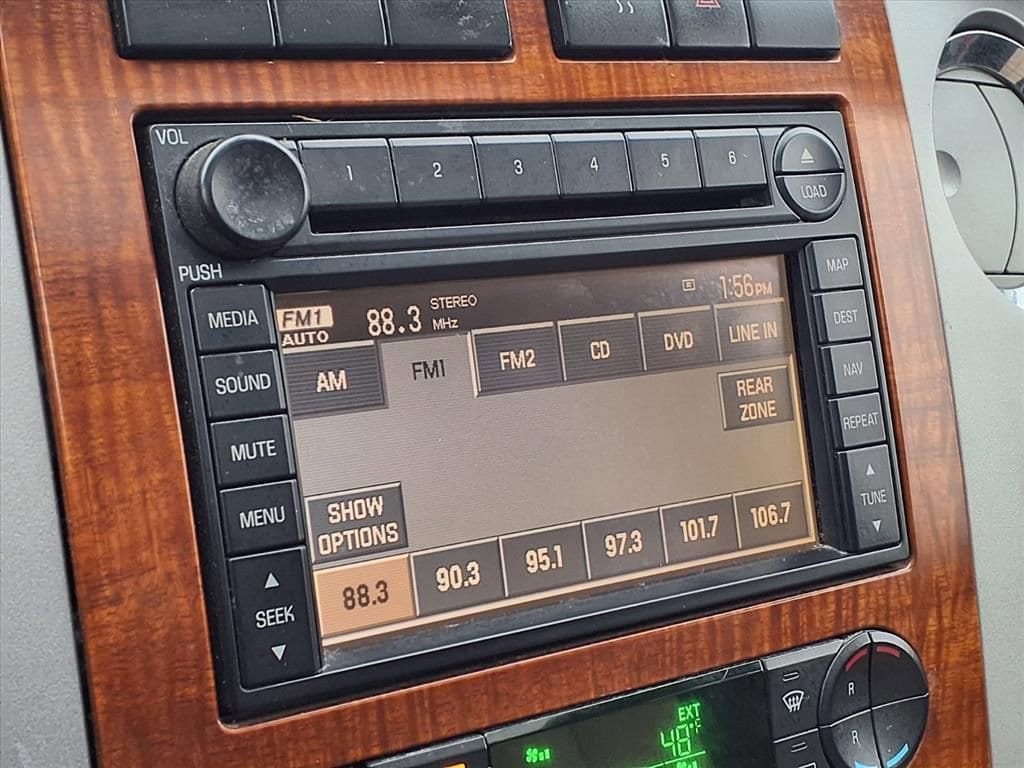 VOL
1 2 3 4 5 6
LOAD
PUSH
MEDIA
SOUND
MUTE
MENU
SEEK
FM1
AUTO
88.3 MHz
STEREO
R
1:56 PM
AM FM1 FM2 CD DVD LINE IN
REAR
ZONE
SHOW
OPTIONS
88.3 90.3 95.1 97.3 101.7 106.7
MAP
DEST
NAV
REPEAT
TUNE
EXT
48°F
R
R